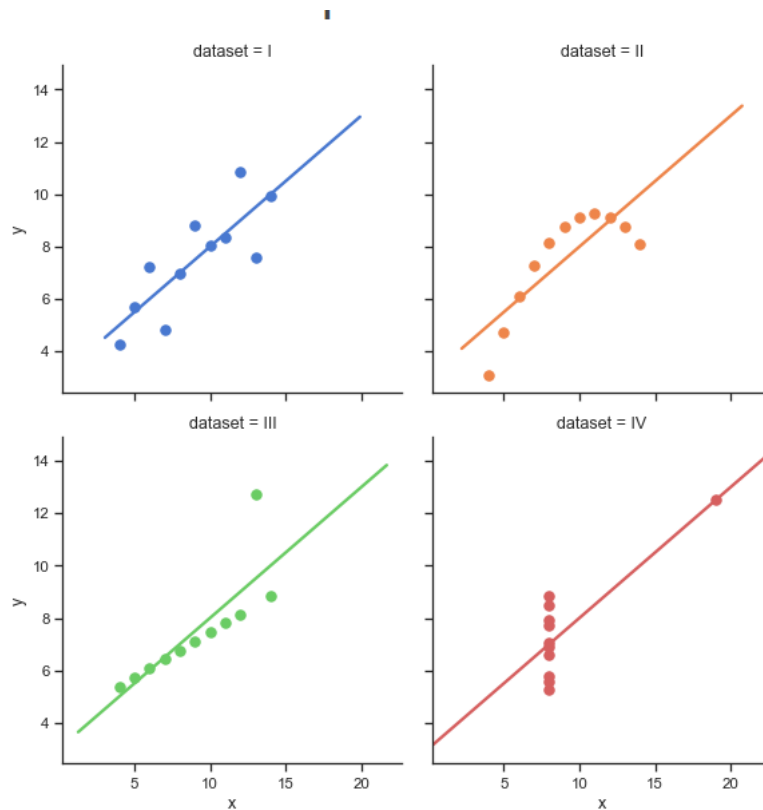 dataset = I
dataset = II
14
12
10
8
6
4
y
dataset = III
dataset = IV
14
12
10
8
6
4
y
5
10
15
20
x
5
10
15
20
x